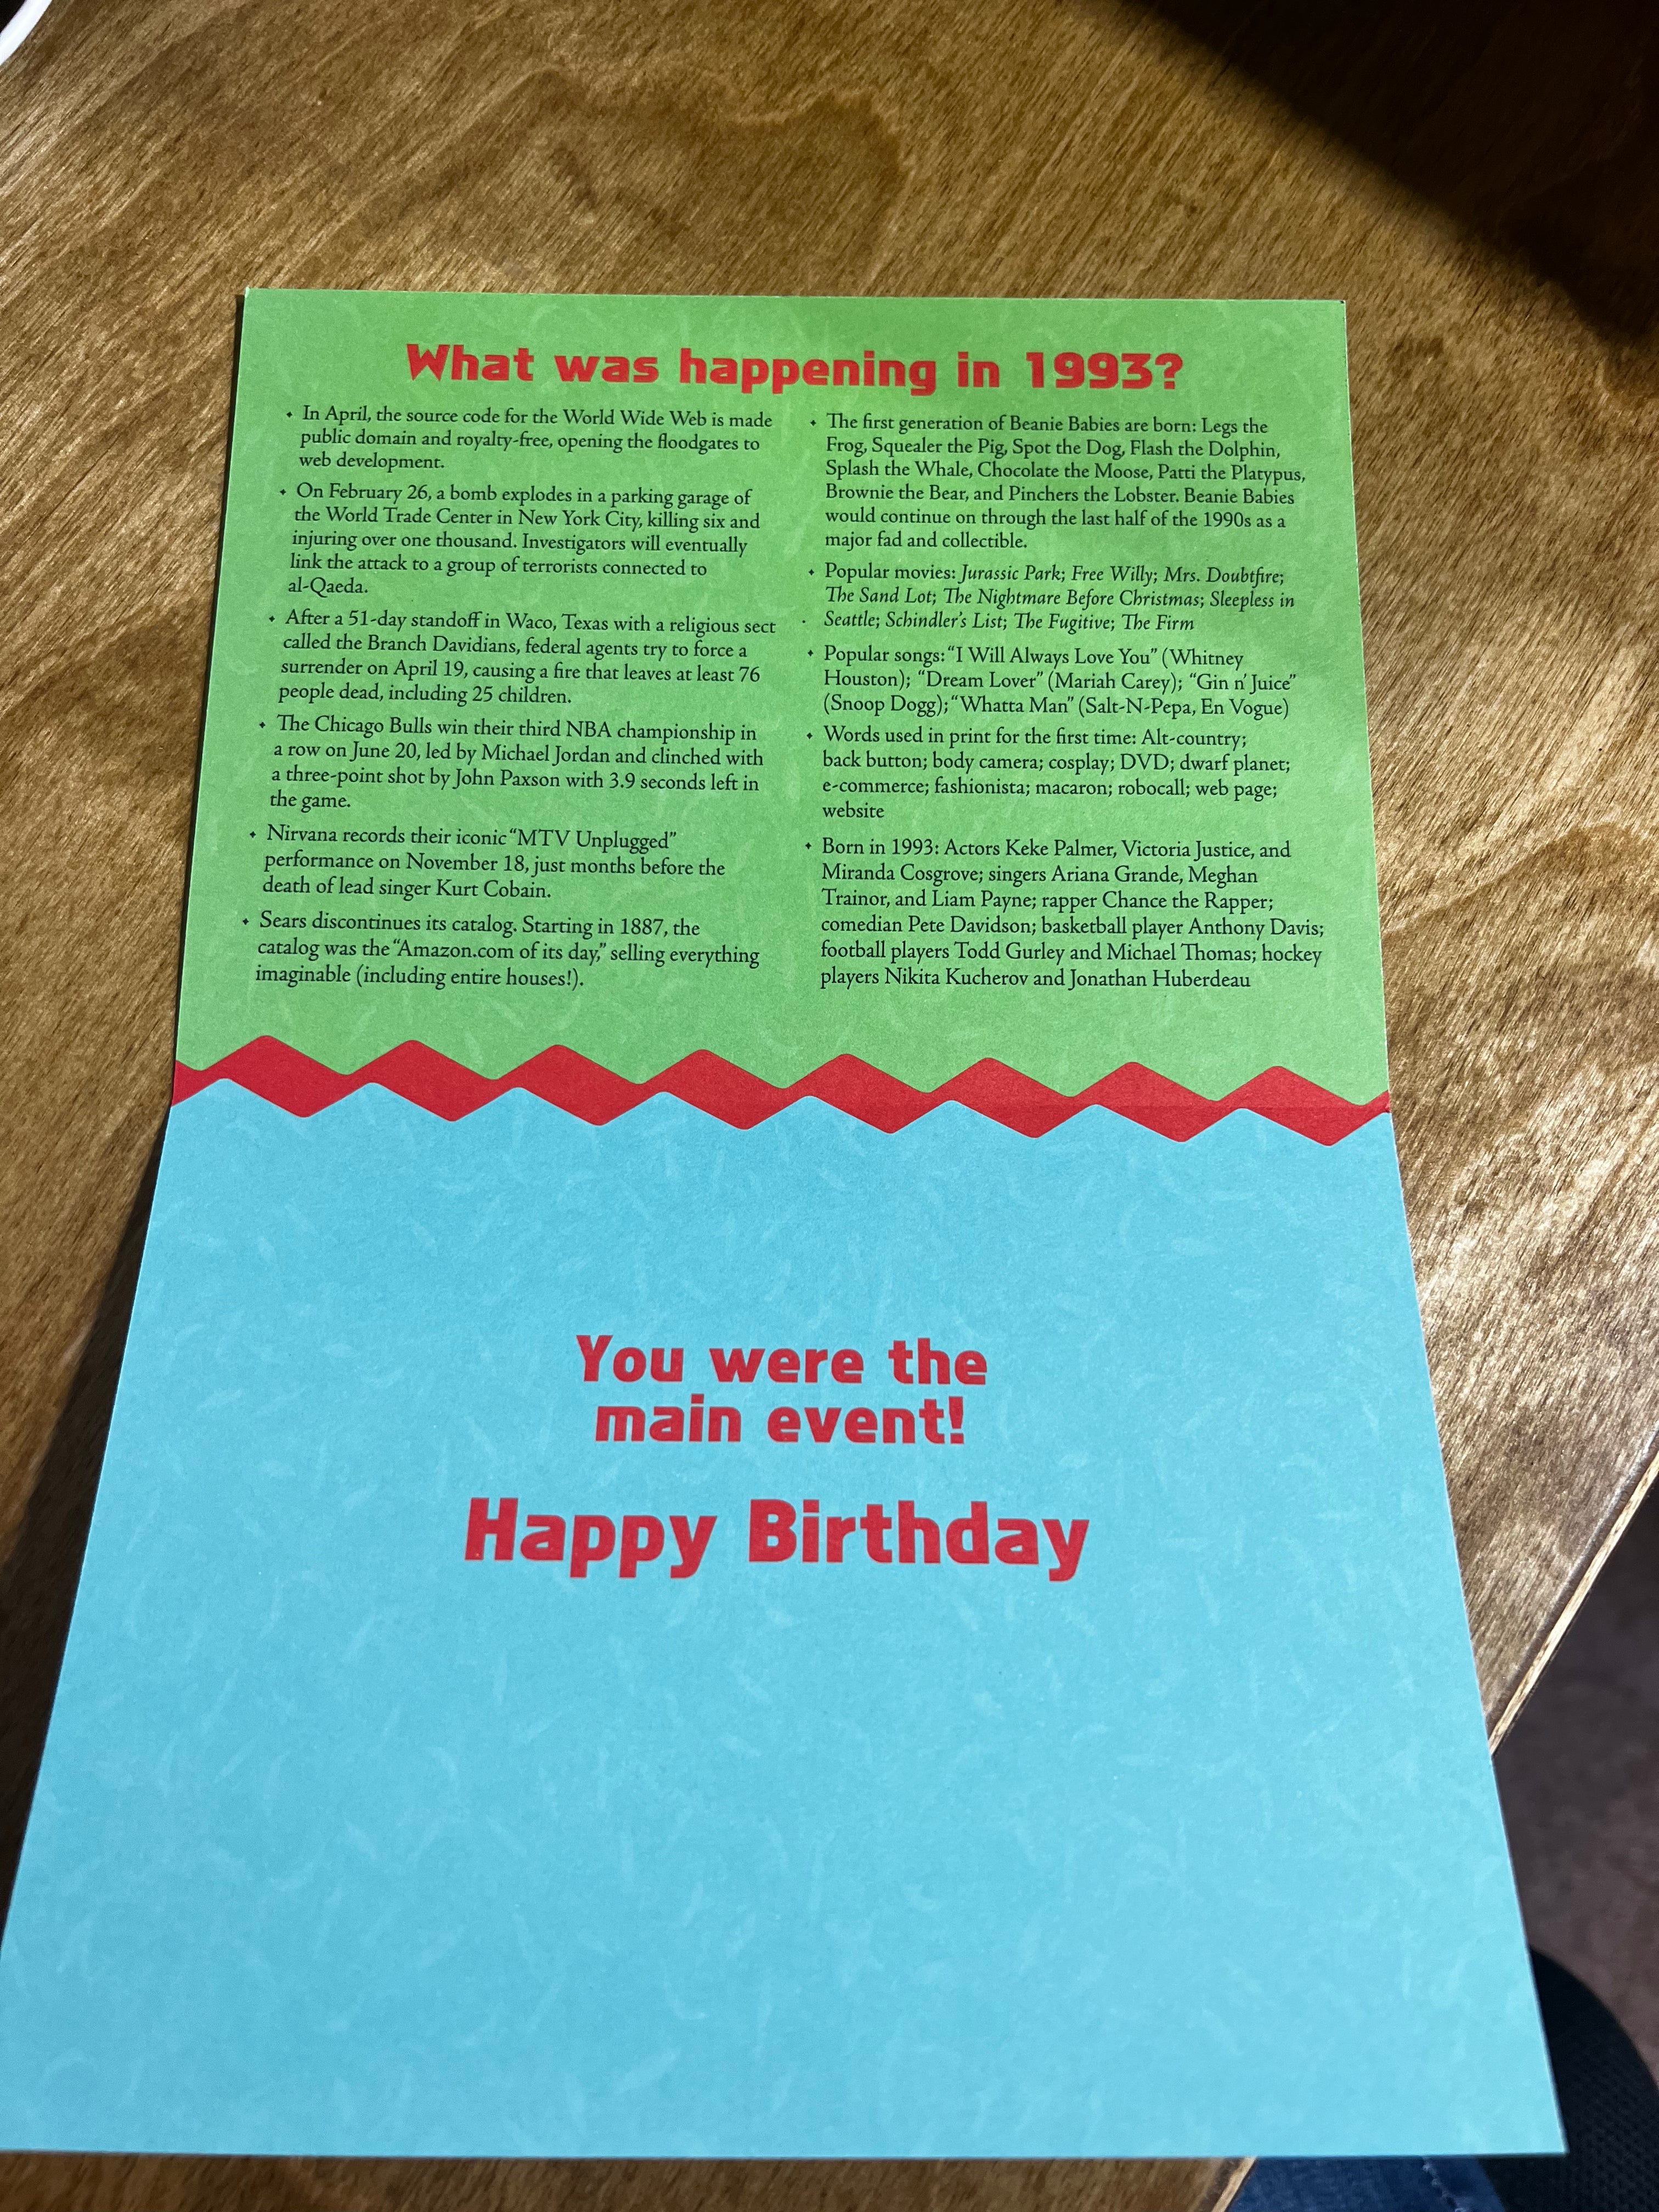 What was happening in 1993?
In April, the source code for the World Wide Web is made
public domain and royalty-free, opening the floodgates to
web development.
On February 26, a bomb explodes in a parking garage of
the World Trade Center in New York City, killing six and
injuring over one thousand. Investigators will eventually
link the attack to a group of terrorists connected to
al-Qaeda.
After a 51-day standoff in Waco, Texas with a religious sect
called the Branch Davidians, federal agents try to force a
surrender on April 19, causing a fire that leaves at least 76
people dead, including 25 children.
The Chicago Bulls win their third NBA championship in
a row on June 20, led by Michael Jordan and clinched with
a three-point shot by John Paxson with 3.9 seconds left in
the game.
Nirvana records their iconic "MTV Unplugged"
performance on November 18, just months before the
death of lead singer Kurt Cobain.
Sears discontinues its catalog. Starting in 1887, the
catalog was the "Amazon.com of its day," selling everything
imaginable (including entire houses!).
The first generation of Beanie Babies are born: Legs the
Frog, Squealer the Pig, Spot the Dog, Flash the Dolphin,
Splash the Whale, Chocolate the Moose, Patti the Platypus,
Brownie the Bear, and Pinchers the Lobster. Beanie Babies
would continue on through the last half of the 1990s as a
major fad and collectible.
Popular movies: Jurassic Park; Free Willy; Mrs. Doubtfire;
The Sand Lot; The Nightmare Before Christmas; Sleepless in
Seattle; Schindler's List; The Fugitive; The Firm
Popular songs: "I Will Always Love You" (Whitney
Houston); "Dream Lover" (Mariah Carey); "Gin n' Juice"
(Snoop Dogg); "Whatta Man" (Salt-N-Pepa, En Vogue)
Words used in print for the first time: Alt-country;
back button; body camera; cosplay; DVD; dwarf planet;
e-commerce; fashionista; macaron; robocall; web page;
website
Born in 1993: Actors Keke Palmer, Victoria Justice, and
Miranda Cosgrove; singers Ariana Grande, Meghan
Trainor, and Liam Payne; rapper Chance the Rapper;
comedian Pete Davidson; basketball player Anthony Davis;
football players Todd Gurley and Michael Thomas; hockey
players Nikita Kucherov and Jonathan Huberdeau
You were the
main event!
Happy Birthday